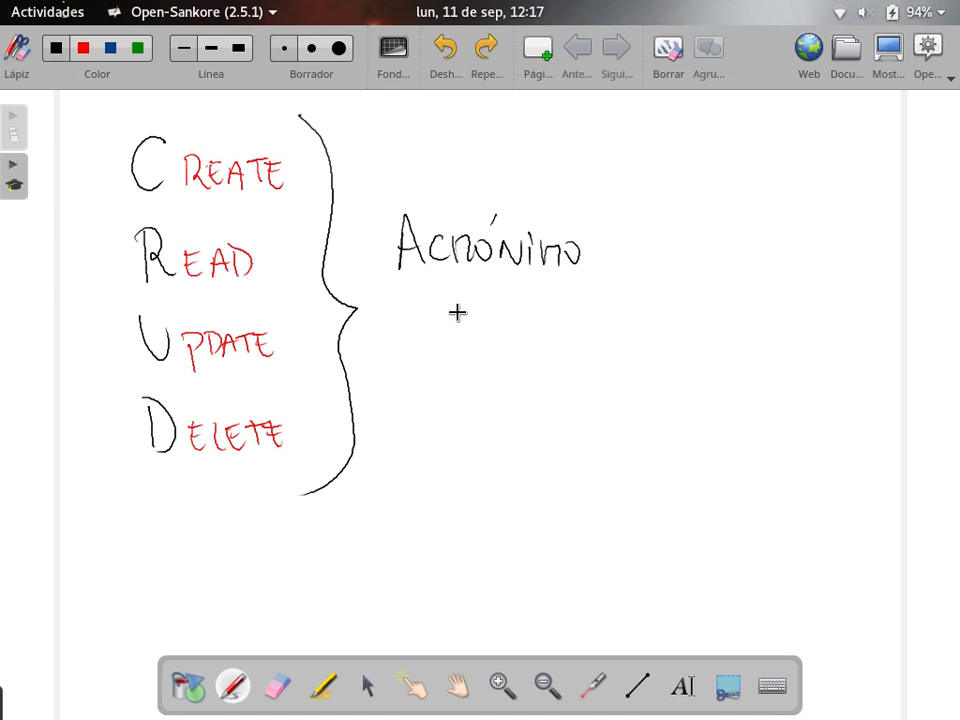 Actividades Open-Sankore (2.5.1) lun, 11 de sep, 12:17 94%
Lápiz Color Línea Borrador Fond... Desh... Repe... Pági... Ante... Sigui... Borrar Agru... Web Docu... Most... Ope...
CREATE
READ
UPDATE
DELETE
Acrónimo
AI